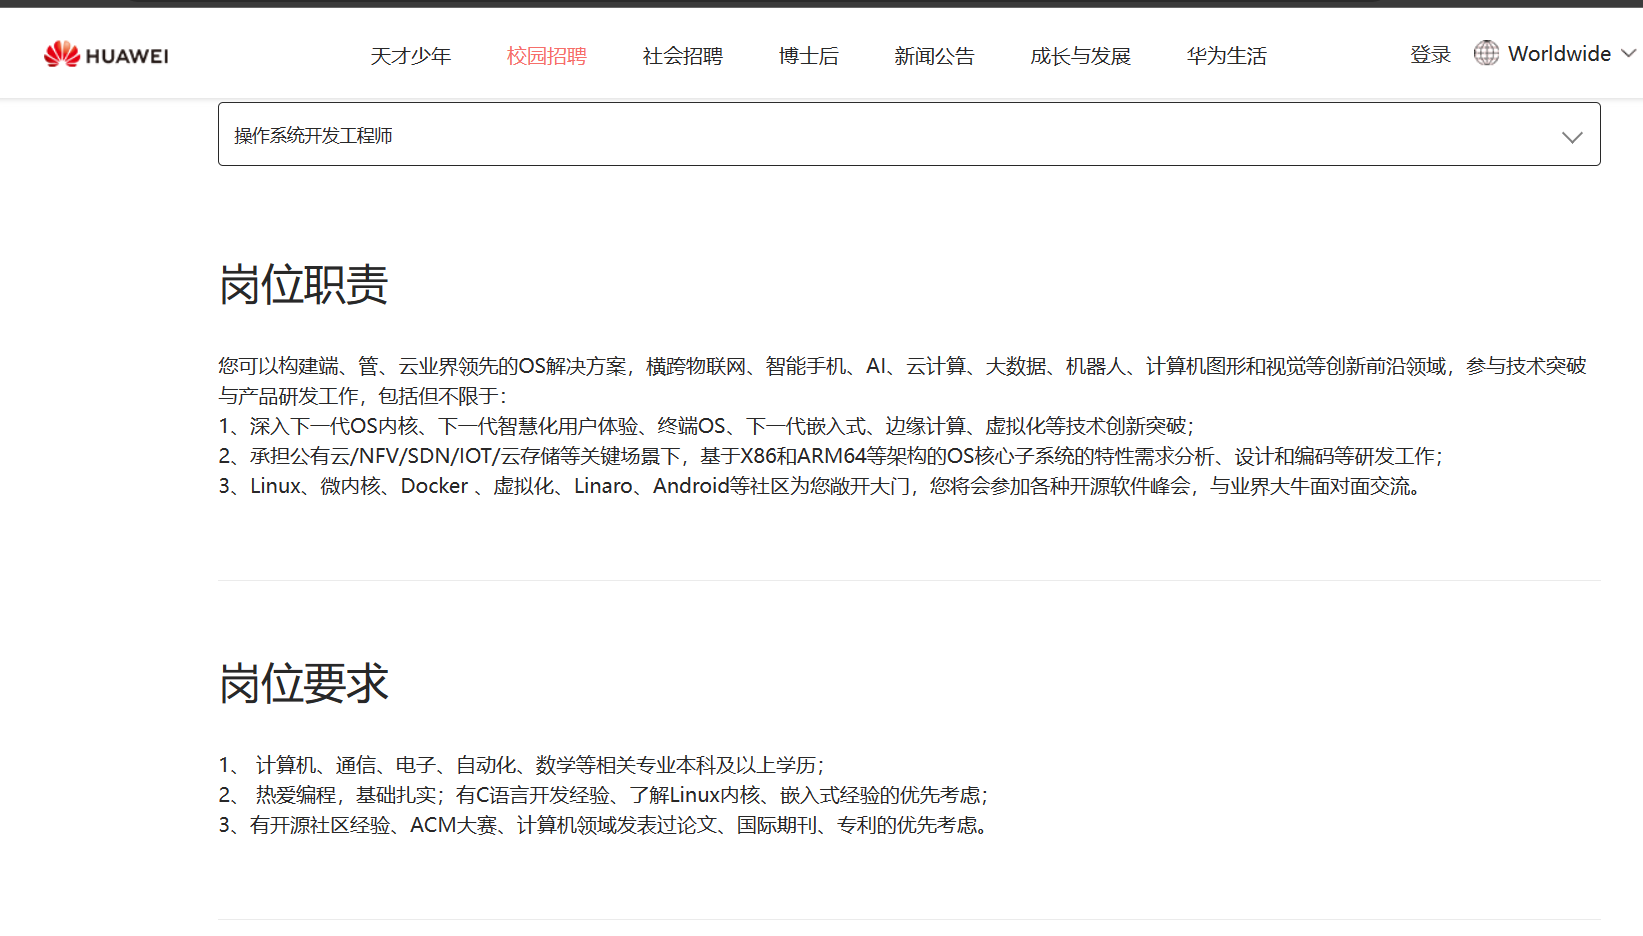 HUAWEI 天才少年 校园招聘 社会招聘 博士后 新闻公告 成长与发展 华为生活 登录 Worldwide
操作系统开发工程师
岗位职责
您可以构建端、管、云业界领先的OS解决方案，横跨物联网、智能手机、AI、云计算、大数据、机器人、计算机图形和视觉等创新前沿领域，参与技术突破
与产品研发工作，包括但不限于：
1、深入下一代OS内核、下一代智慧化用户体验、终端OS、下一代嵌入式、边缘计算、虚拟化等技术创新突破；
2、承担公有云/NFV/SDN/IOT/云存储等关键场景下，基于X86和ARM64等架构的OS核心子系统的特性需求分析、设计和编码等研发工作；
3、Linux、微内核、Docker 、虚拟化、Linaro、Android等社区为您敞开大门，您将会参加各种开源软件峰会，与业界大牛面对面交流。
岗位要求
1、 计算机、通信、电子、自动化、数学等相关专业本科及以上学历；
2、 热爱编程，基础扎实；有C语言开发经验、了解Linux内核、嵌入式经验的优先考虑；
3、有开源社区经验、ACM大赛、计算机领域发表过论文、国际期刊、专利的优先考虑。